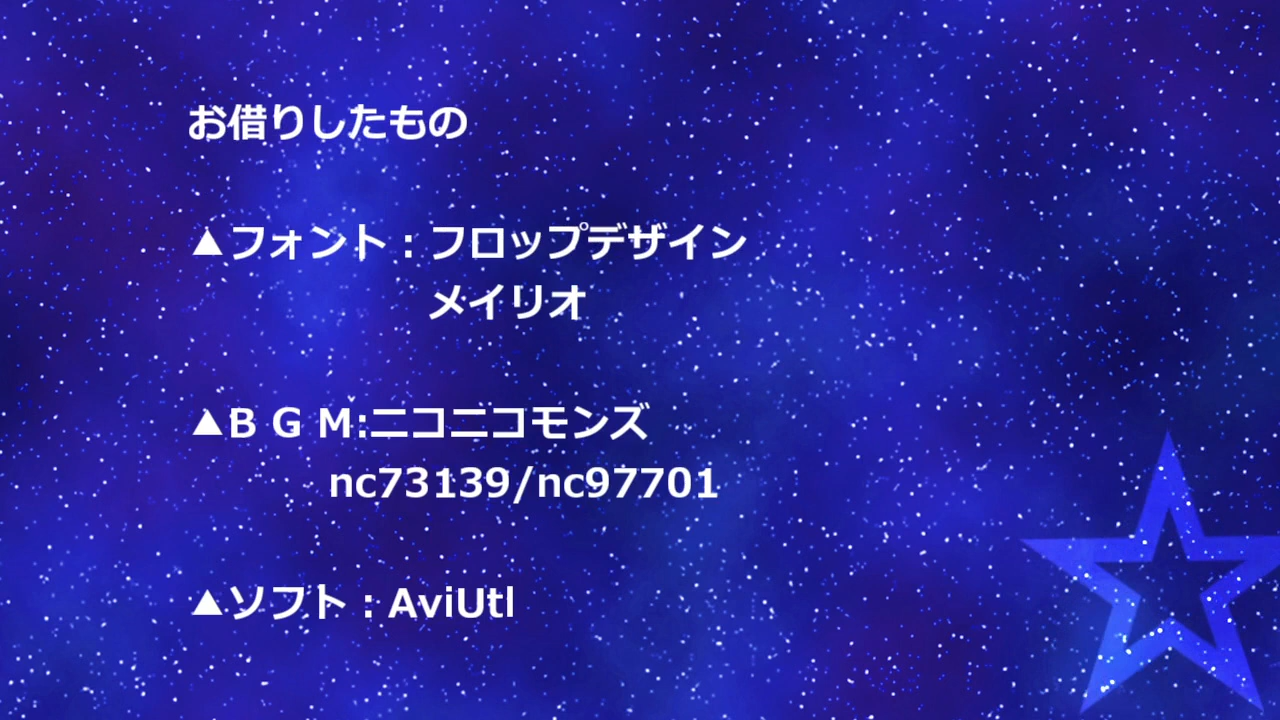 お借りしたもの
▲フォント：フロップデザイン
メイリオ
▲ＢＧＭ:ニコニコモンズ
nc73139/nc97701
▲ソフト：AviUtl